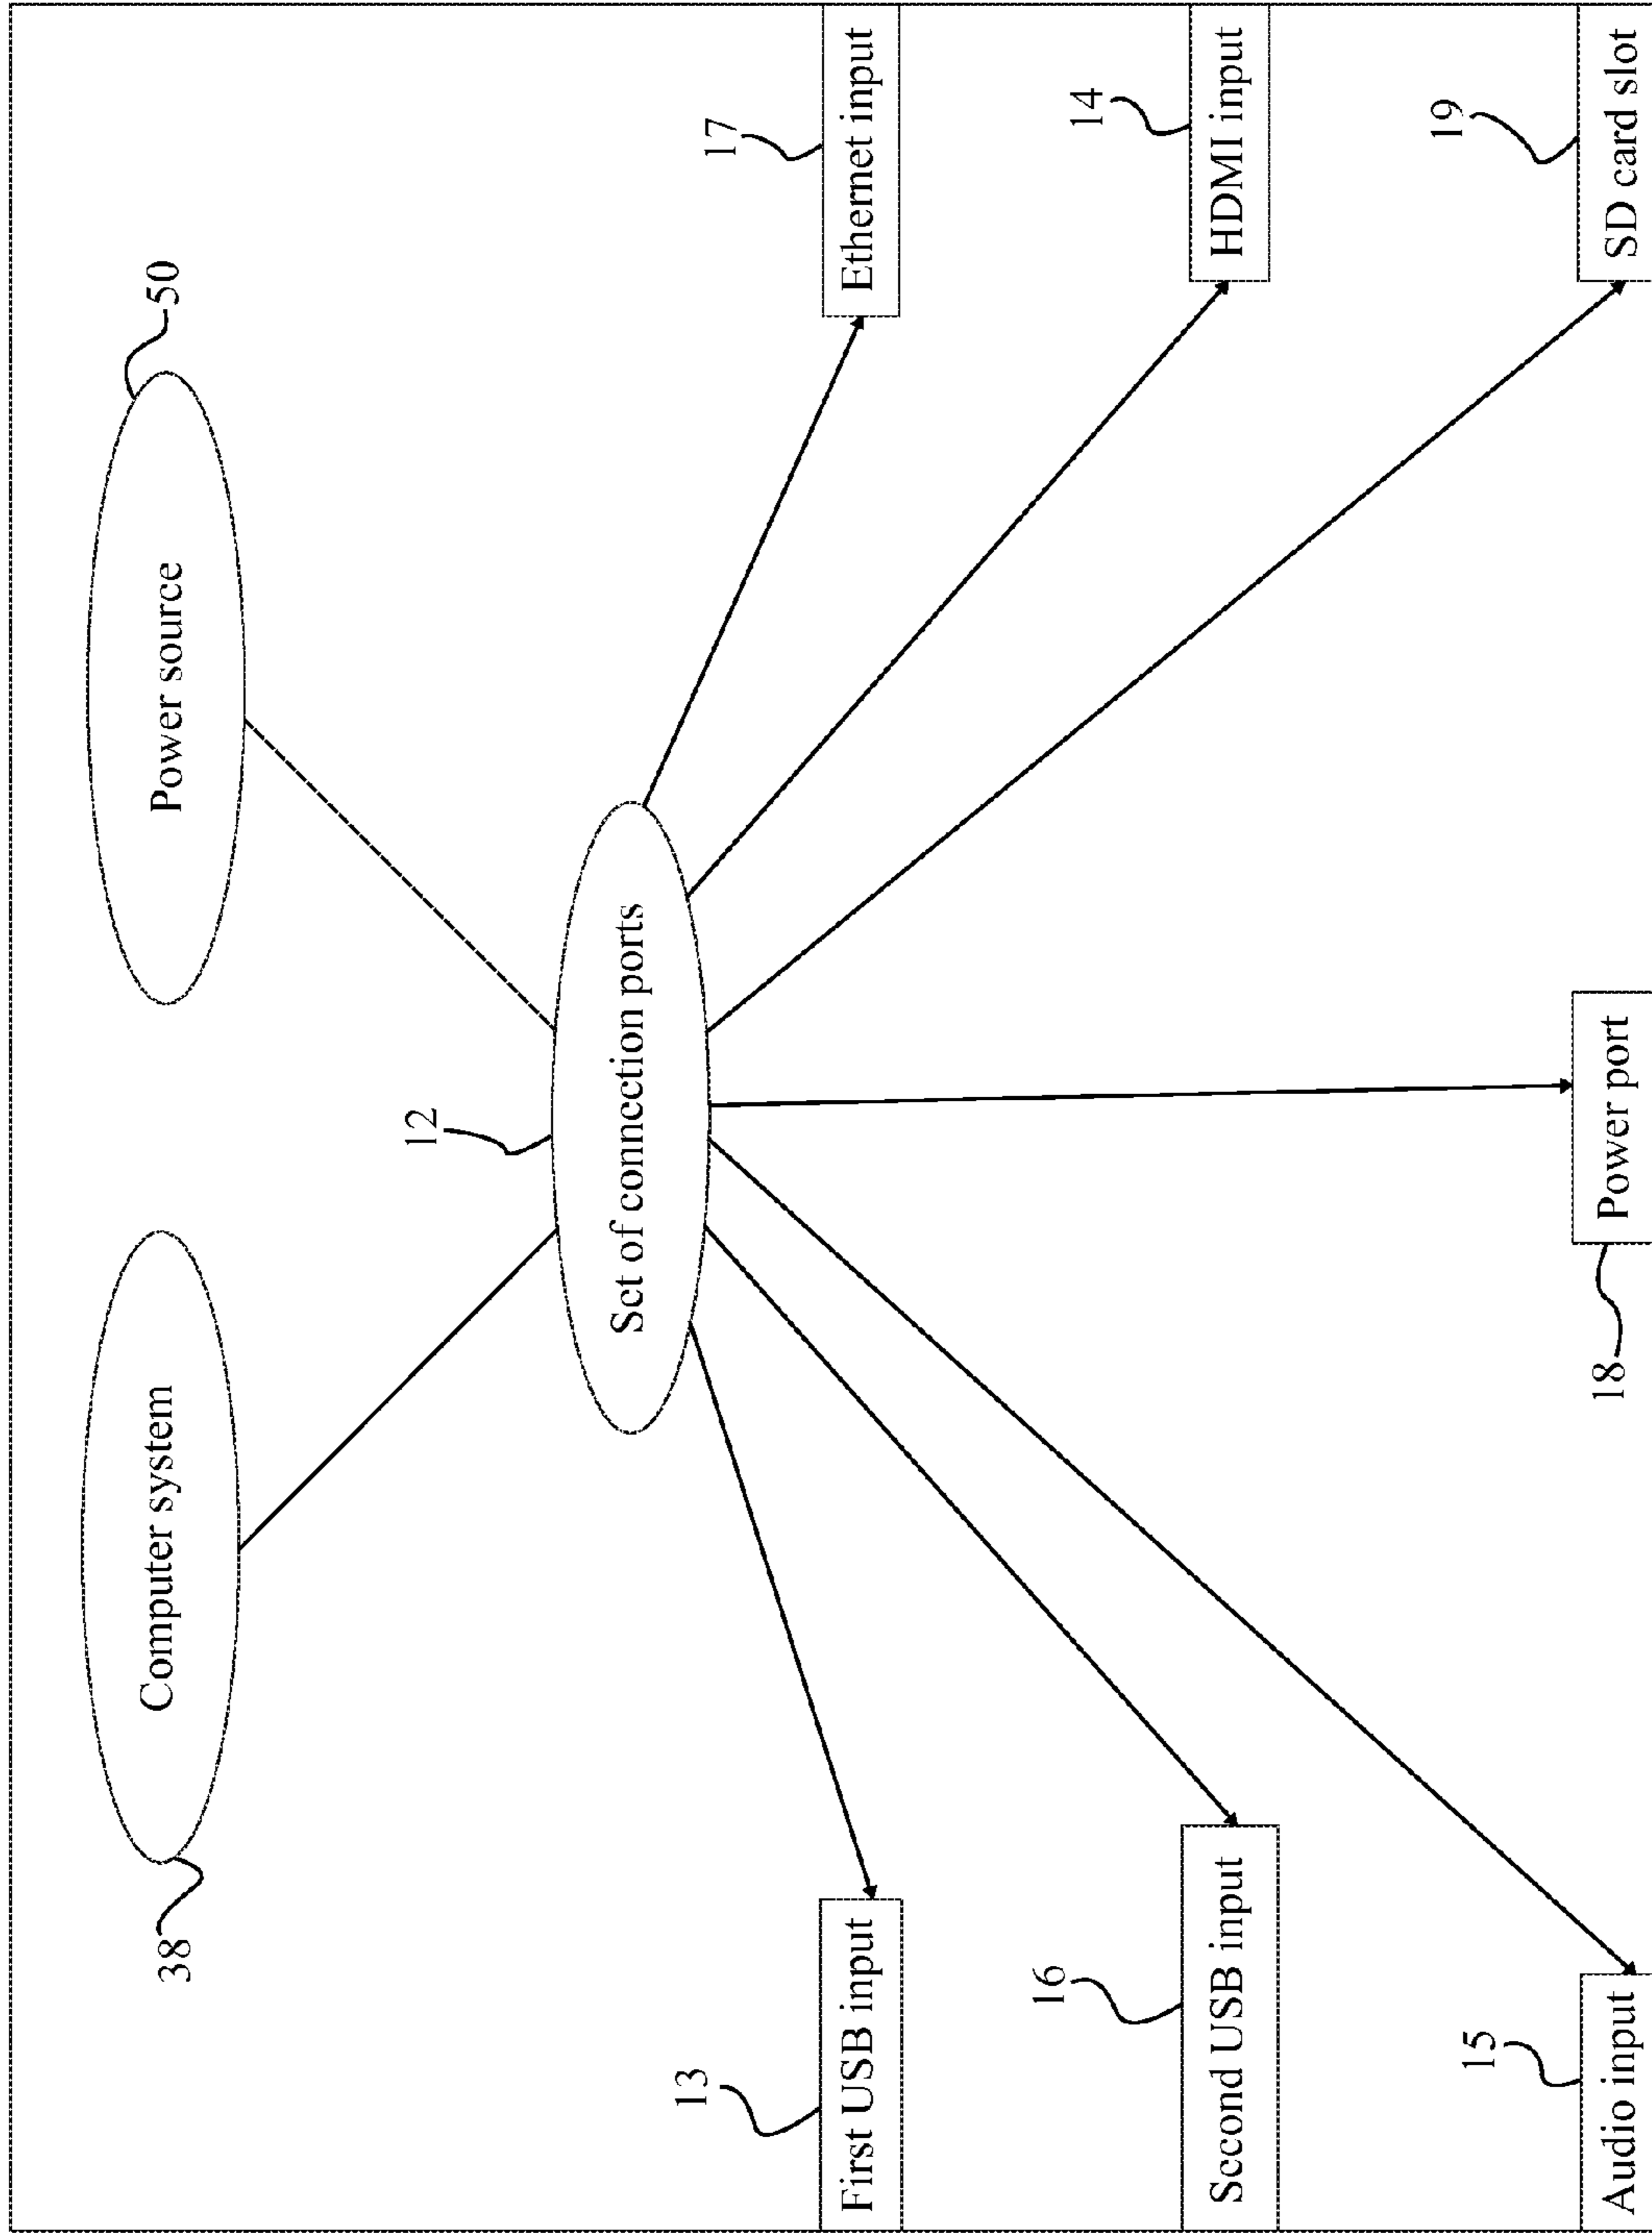 38
Computer system
Power source
50
12
Set of connection ports
13
First USB input
17
Ethernet input
16
Second USB input
14
HDMI input
15
Audio input
18
Power port
19
SD card slot